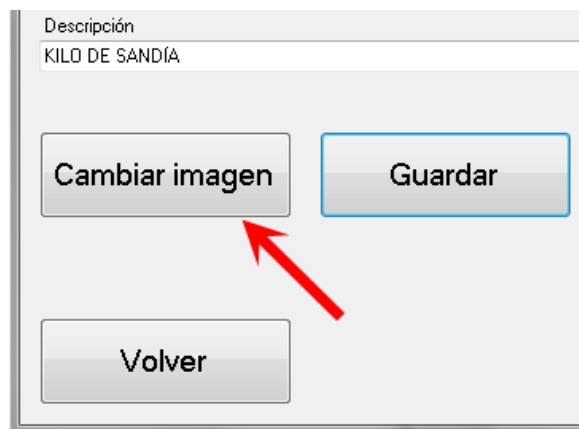 Descripción
KILO DE SANDÍA
Cambiar imagen
Guardar
Volver